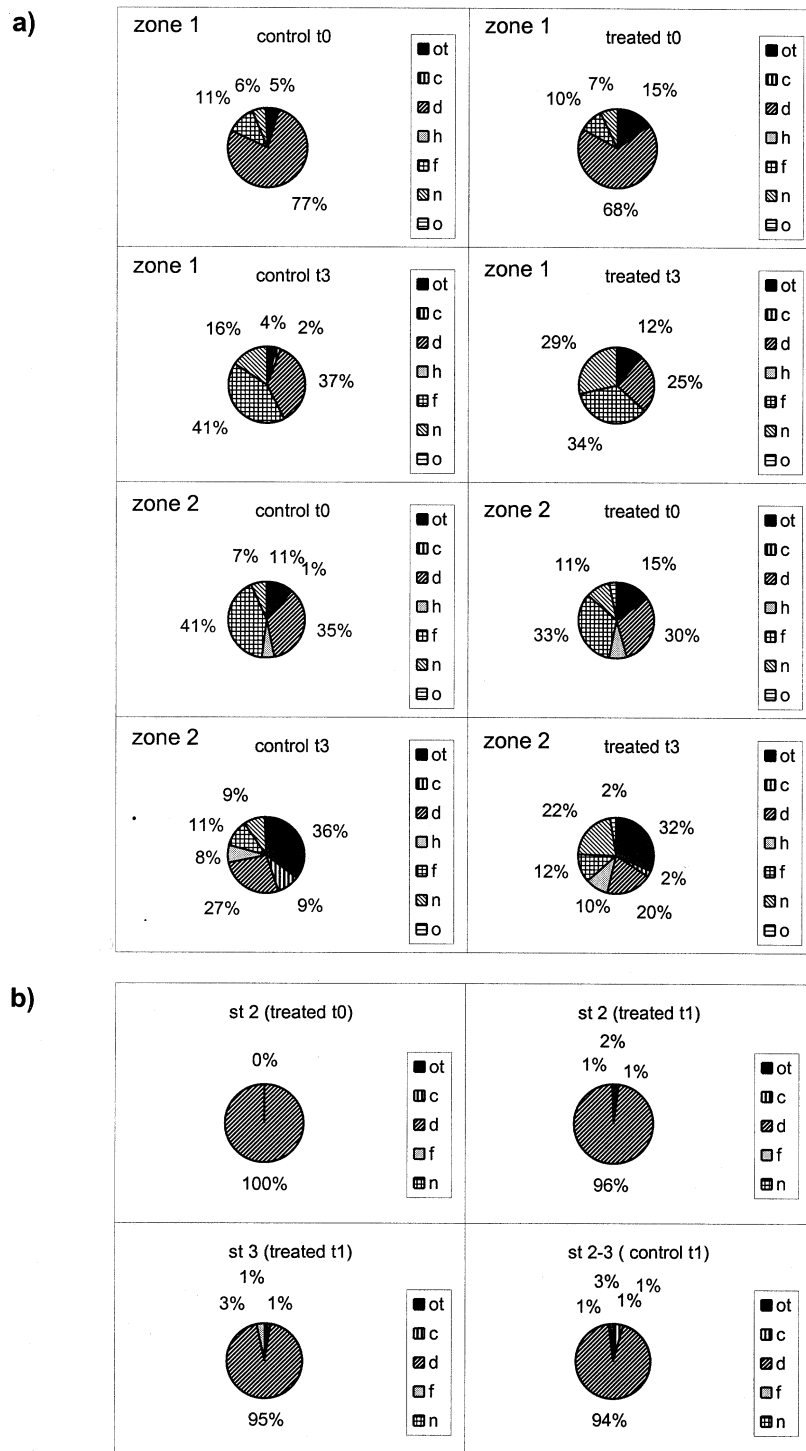 a)
zone 1
control t0
6% 5%
11%
77%
ot
c
d
h
f
n
o
zone 1
treated t0
7% 15%
10%
68%
ot
c
d
h
f
n
o
zone 1
control t3
16% 4% 2%
37%
41%
ot
c
d
h
f
n
o
zone 1
treated t3
29% 12%
25%
34%
ot
c
d
h
f
n
o
zone 2
control t0
7% 11% 1%
41% 35%
ot
c
d
h
f
n
o
zone 2
treated t0
11% 15%
33% 30%
ot
c
d
h
f
n
o
zone 2
control t3
9%
11% 36%
8%
27% 9%
ot
c
d
h
f
n
o
zone 2
treated t3
2%
22% 32%
12% 2%
10% 20%
ot
c
d
h
f
n
o
b)
st 2 (treated t0)
0%
100%
ot
c
d
f
n
st 2 (treated t1)
2%
1% 1%
96%
ot
c
d
f
n
st 3 (treated t1)
1%
3% 1%
95%
ot
c
d
f
n
st 2-3 ( control t1)
3% 1%
1% 1%
94%
ot
c
d
f
n